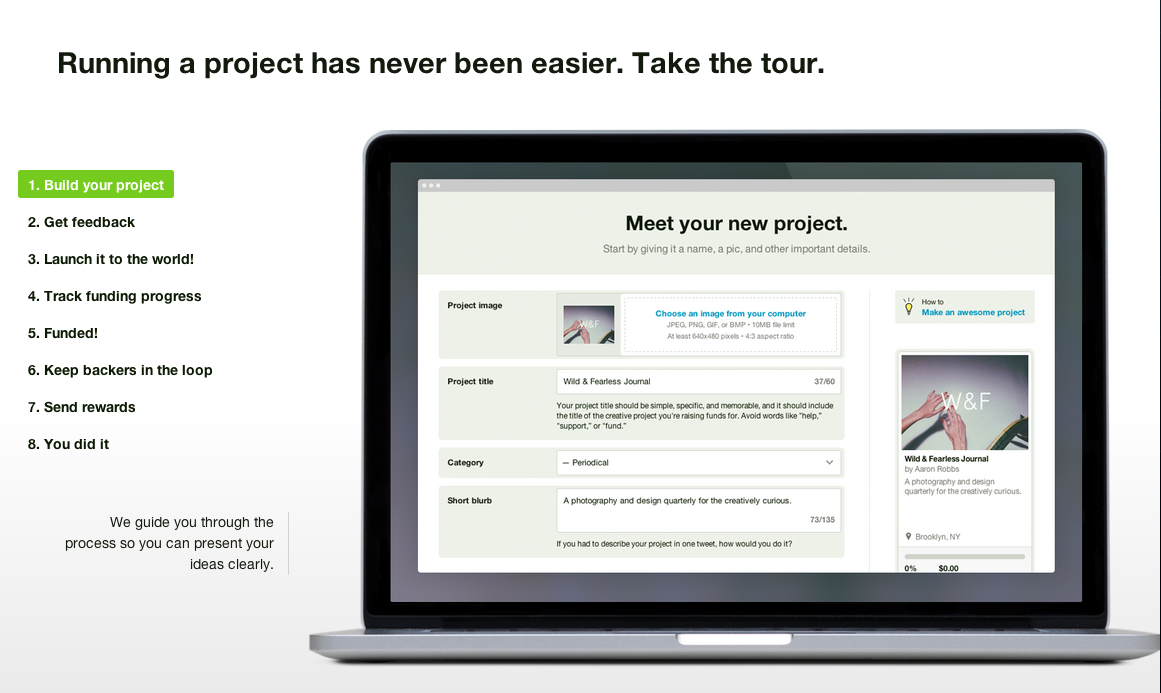 Running a project has never been easier. Take the tour.
1. Build your project
2. Get feedback
3. Launch it to the world!
4. Track funding progress
5. Funded!
6. Keep backers in the loop
7. Send rewards
8. You did it
We guide you through the
process so you can present your
ideas clearly.
Meet your new project.
Start by giving it a name, a pic, and other important details.
Project image
W&F
Choose an image from your computer
JPEG, PNG, GIF, or BMP • 10MB file limit
At least 640x480 pixels • 4:3 aspect ratio
Project title
Wild & Fearless Journal 37/60
Your project title should be simple, specific, and memorable, and it should include
the title of the creative project you're raising funds for. Avoid words like "help,"
"support," or "fund."
Category
— Periodical
Short blurb
A photography and design quarterly for the creatively curious.
73/135
If you had to describe your project in one tweet, how would you do it?
How to
Make an awesome project
W&F
Wild & Fearless Journal
by Aaron Robbs
A photography and design
quarterly for the creatively curious.
Brooklyn, NY
0% $0.00